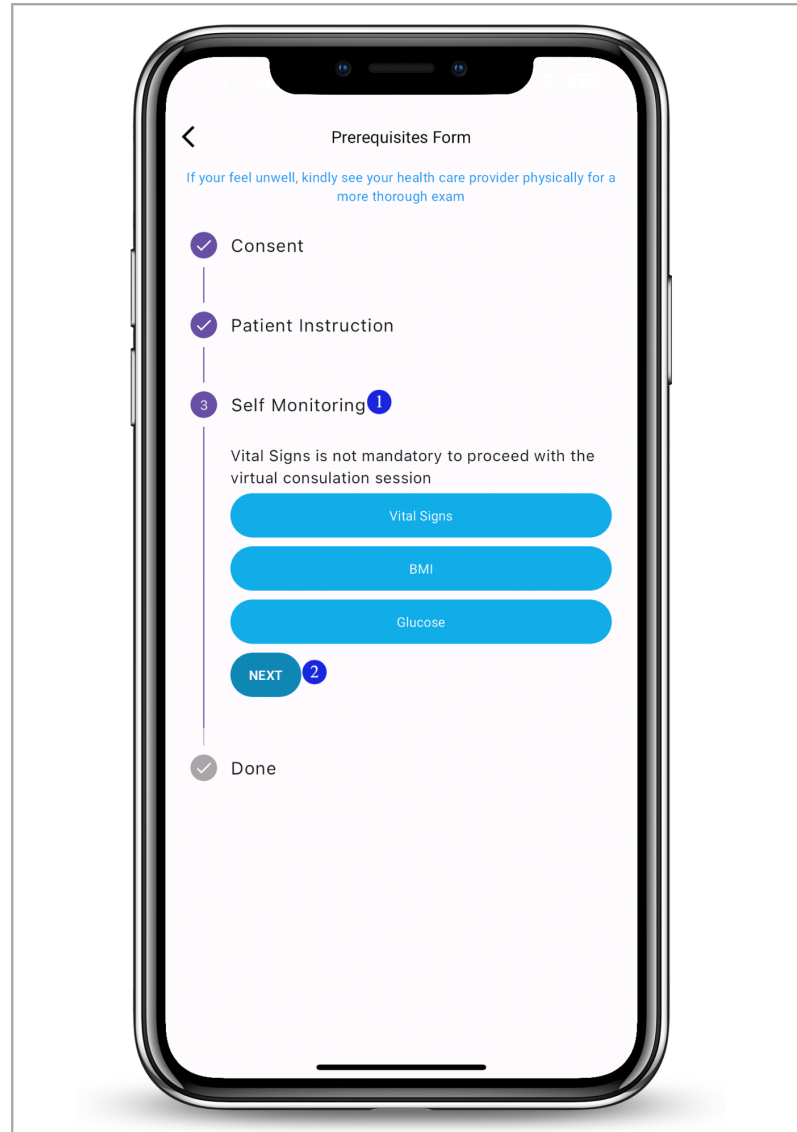 Prerequisites Form
If your feel unwell, kindly see your health care provider physically for a
more thorough exam
Consent
Patient Instruction
3 Self Monitoring 1
Vital Signs is not mandatory to proceed with the
virtual consulation session
Vital Signs
BMI
Glucose
NEXT 2
Done